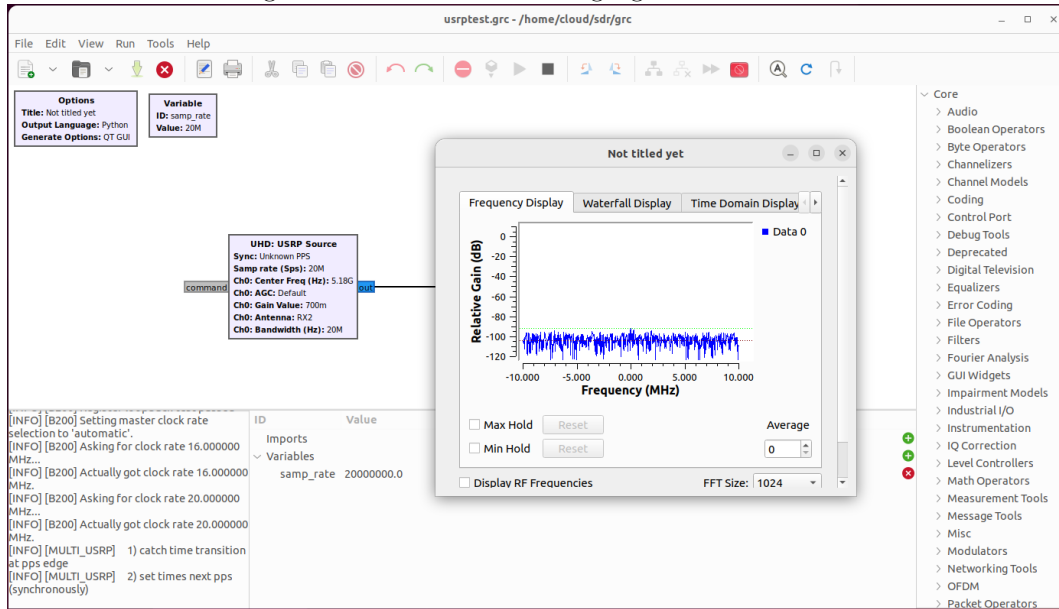 usrptest.grc - /home/cloud/sdr/grc
File Edit View Run Tools Help
Options
Title: Not titled yet
Output Language: Python
Generate Options: QT GUI
Variable
ID: samp_rate
Value: 20M
UHD: USRP Source
Sync: Unknown PPS
Samp rate (Sps): 20M
Ch0: Center Freq (Hz): 5.18G
Ch0: AGC: Default
Ch0: Gain Value: 700m
Ch0: Antenna: RX2
Ch0: Bandwidth (Hz): 20M
command
out
Not titled yet
Frequency Display Waterfall Display Time Domain Display
Data 0
Relative Gain (dB)
0
-20
-40
-60
-80
-100
-120
-10.000 -5.000 0.000 5.000 10.000
Frequency (MHz)
Max Hold Reset Average
Min Hold Reset 0
Display RF Frequencies FFT Size: 1024
[INFO] [B200] Setting master clock rate
selection to 'automatic'.
[INFO] [B200] Asking for clock rate 16.000000
MHz...
[INFO] [B200] Actually got clock rate 16.000000
MHz.
[INFO] [B200] Asking for clock rate 20.000000
MHz...
[INFO] [B200] Actually got clock rate 20.000000
MHz.
[INFO] [MULTI_USRP] 1) catch time transition
at pps edge
[INFO] [MULTI_USRP] 2) set times next pps
(synchronously)
ID Value
Imports
Variables
samp_rate 20000000.0
Core
Audio
Boolean Operators
Byte Operators
Channelizers
Channel Models
Coding
Control Port
Debug Tools
Deprecated
Digital Television
Equalizers
Error Coding
File Operators
Filters
Fourier Analysis
GUI Widgets
Impairment Models
Industrial I/O
Instrumentation
IQ Correction
Level Controllers
Math Operators
Measurement Tools
Message Tools
Misc
Modulators
Networking Tools
OFDM
Packet Operators